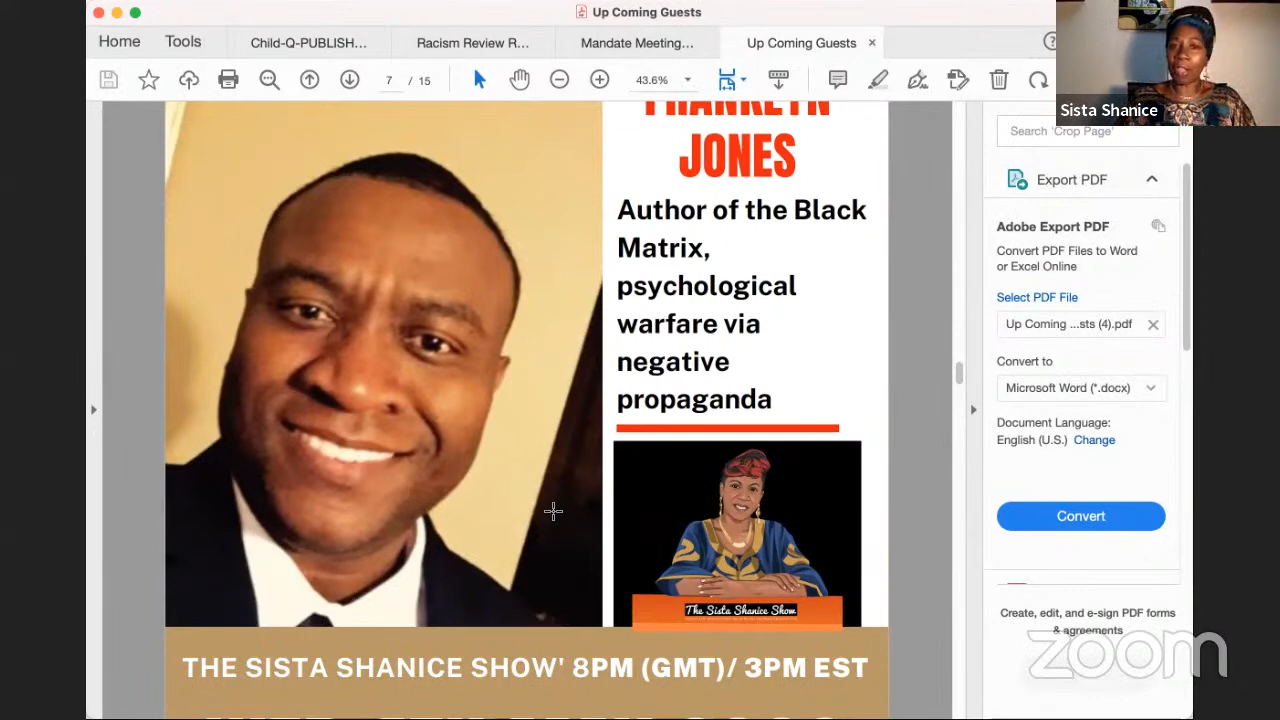 Up Coming Guests
Home
Tools
Child-Q-PUBLISH...
Racism Review R...
Mandate Meeting...
Up Coming Guests
7 / 15
43.6%
Sista Shanice
JONES
Author of the Black
Matrix,
psychological
warfare via
negative
propaganda
The Sista Shanice Show
THE SISTA SHANICE SHOW' 8PM (GMT)/ 3PM EST
Search 'Crop Page'
Export PDF
Adobe Export PDF
Convert PDF Files to Word
or Excel Online
Select PDF File
Up Coming ...sts (4).pdf
Convert to
Microsoft Word (*.docx)
Document Language:
English (U.S.) Change
Convert
Create, edit, and e-sign PDF forms
& agreements
zoom